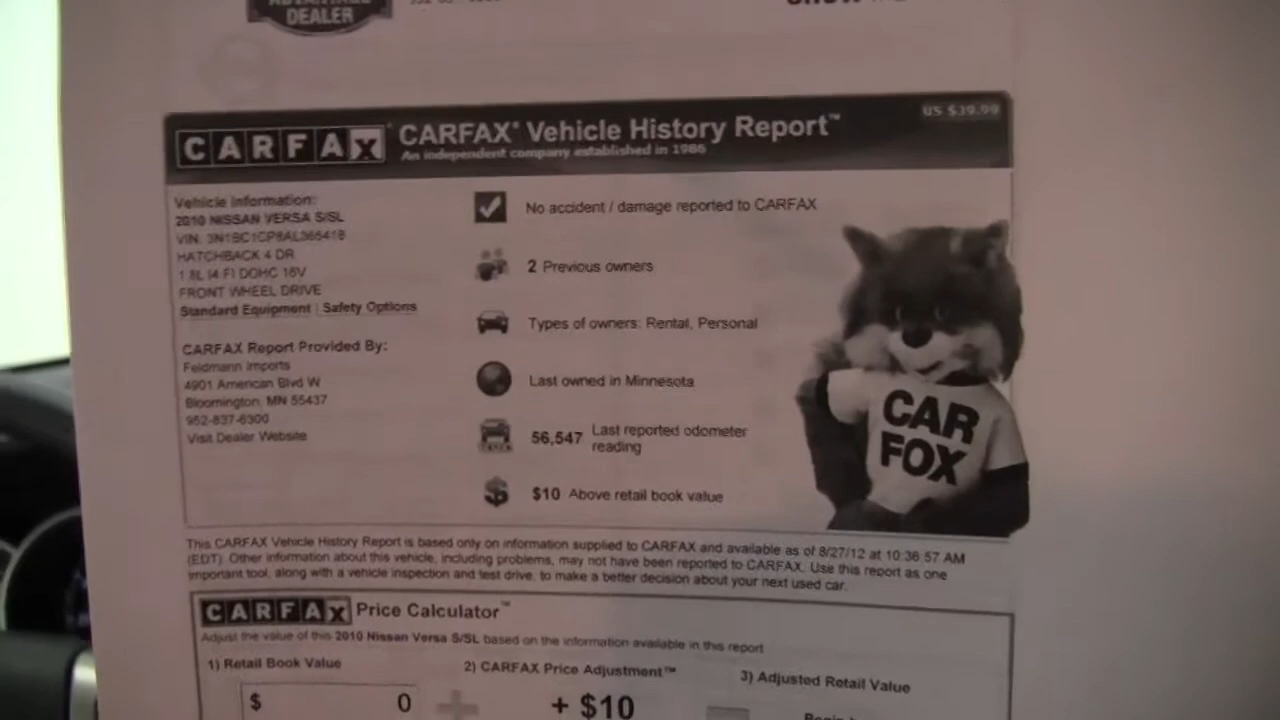 DEALER
CARFAX
CARFAX Vehicle History Report™
US $39.99
An independent company established in 1986
Vehicle Information:
2010 NISSAN VERSA S/SL
VIN: 3N1BC1CP8AL365418
HATCHBACK 4 DR
1.8L I4 FI DOHC 16V
FRONT WHEEL DRIVE
Standard Equipment | Safety Options
CARFAX Report Provided By:
Feldmann Imports
4901 American Blvd W
Bloomington, MN 55437
952-837-6300
Visit Dealer Website
No accident / damage reported to CARFAX
2 Previous owners
Types of owners: Rental, Personal
Last owned in Minnesota
56,547 Last reported odometer
reading
$10 Above retail book value
CAR
FOX
This CARFAX Vehicle History Report is based only on information supplied to CARFAX and available as of 8/27/12 at 10:36:57 AM
(EDT). Other information about this vehicle, including problems, may not have been reported to CARFAX. Use this report as one
important tool, along with a vehicle inspection and test drive, to make a better decision about your next used car.
CARFAX Price Calculator™
Adjust the value of this 2010 Nissan Versa S/SL based on the information available in this report
1) Retail Book Value
2) CARFAX Price Adjustment™
3) Adjusted Retail Value
$ 0
+ $10